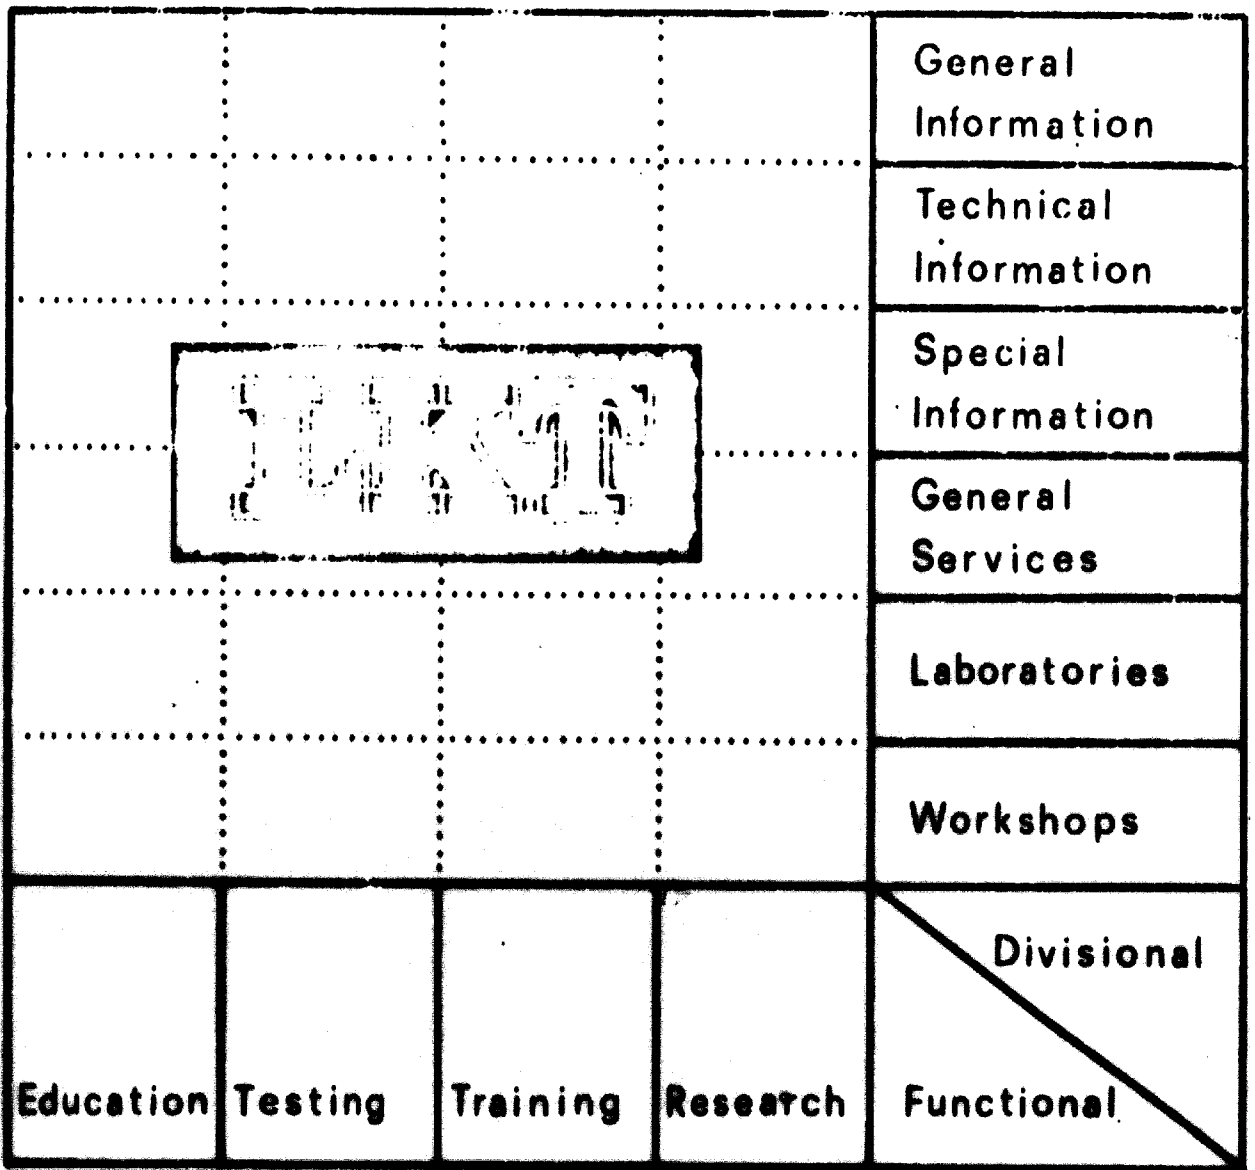 General
Information
Technical
Information
Special
Information
General
Services
Laboratories
Workshops
Divisional
Education Testing Training Research Functional